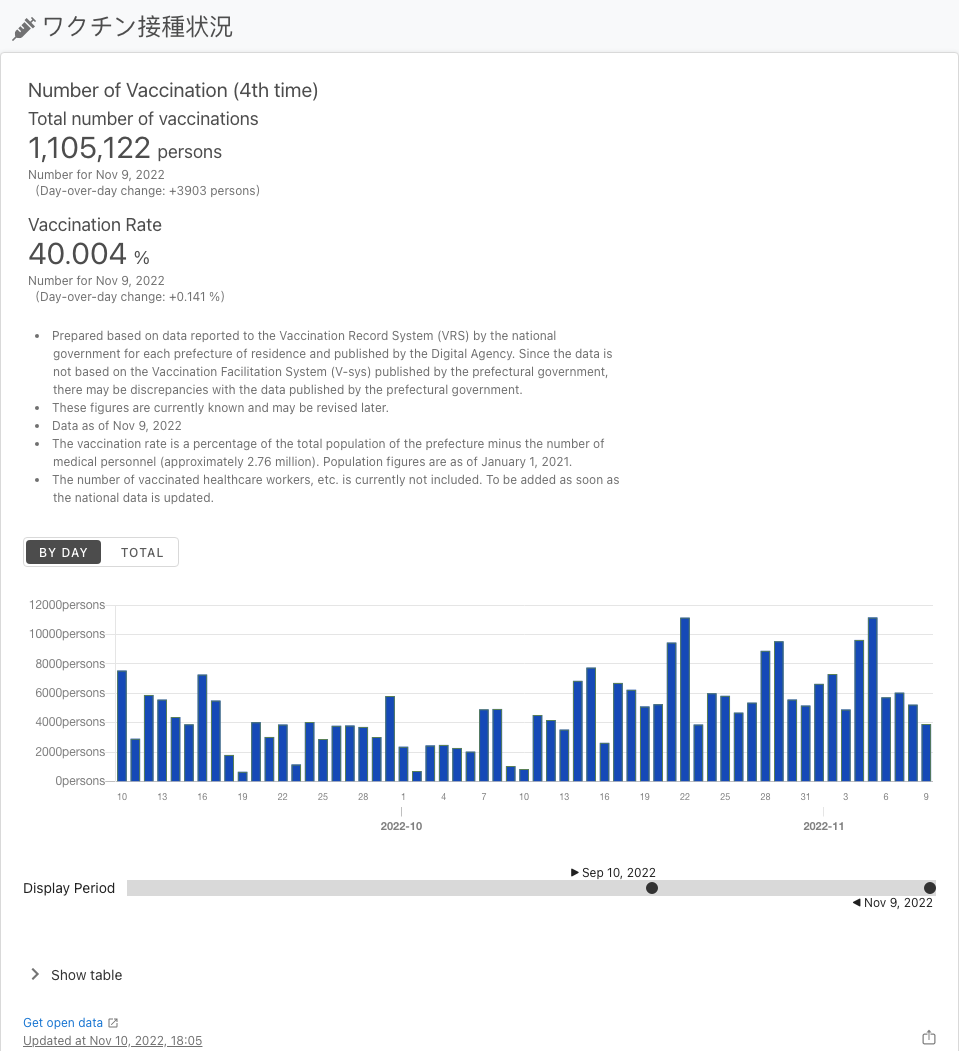 ワクチン接種状況
Number of Vaccination (4th time)
Total number of vaccinations
1,105,122 persons
Number for Nov 9, 2022
(Day-over-day change: +3903 persons)
Vaccination Rate
40.004 %
Number for Nov 9, 2022
(Day-over-day change: +0.141 %)
• Prepared based on data reported to the Vaccination Record System (VRS) by the national
government for each prefecture of residence and published by the Digital Agency. Since the data is
not based on the Vaccination Facilitation System (V-sys) published by the prefectural government,
there may be discrepancies with the data published by the prefectural government.
• These figures are currently known and may be revised later.
• Data as of Nov 9, 2022
• The vaccination rate is a percentage of the total population of the prefecture minus the number of
medical personnel (approximately 2.76 million). Population figures are as of January 1, 2021.
• The number of vaccinated healthcare workers, etc. is currently not included. To be added as soon as
the national data is updated.
BY DAY TOTAL
12000persons
10000persons
8000persons
6000persons
4000persons
2000persons
0persons
10 13 16 19 22 25 28 1 4 7 10 13 16 19 22 25 28 31 3 6 9
2022-10 2022-11
▶ Sep 10, 2022
Display Period
◀ Nov 9, 2022
Show table
Get open data
Updated at Nov 10, 2022, 18:05